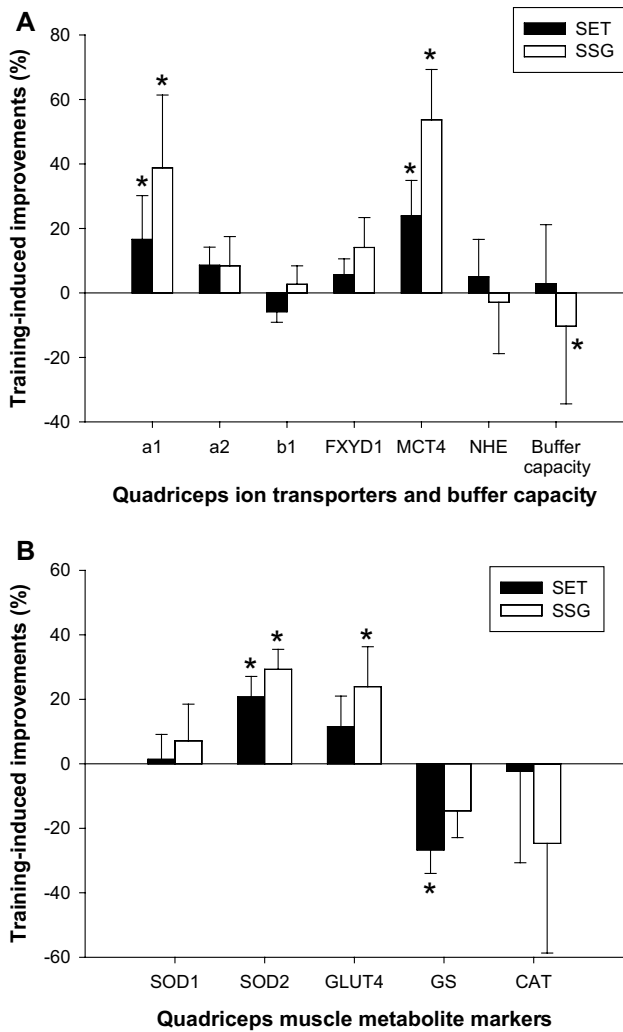 A
SET
SSG
Training-induced improvements (%)
80
60
40
20
0
-20
-40
* * * * *
a1 a2 b1 FXYD1 MCT4 NHE Buffer
capacity
Quadriceps ion transporters and buffer capacity
B
SET
SSG
Training-induced improvements (%)
60
40
20
0
-20
-40
-60
* * * *
SOD1 SOD2 GLUT4 GS CAT
Quadriceps muscle metabolite markers